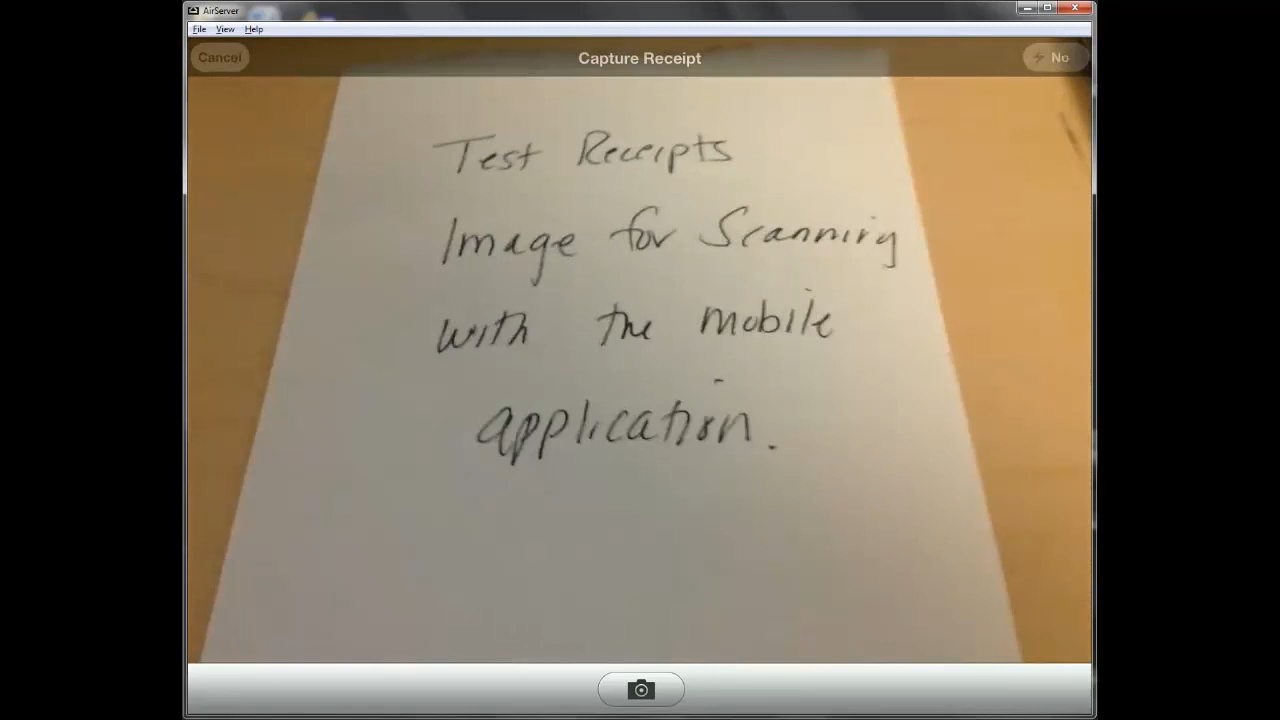 AirServer
File View Help
Cancel Capture Receipt No
Test Receipts
Image for Scanning
with the mobile
application.